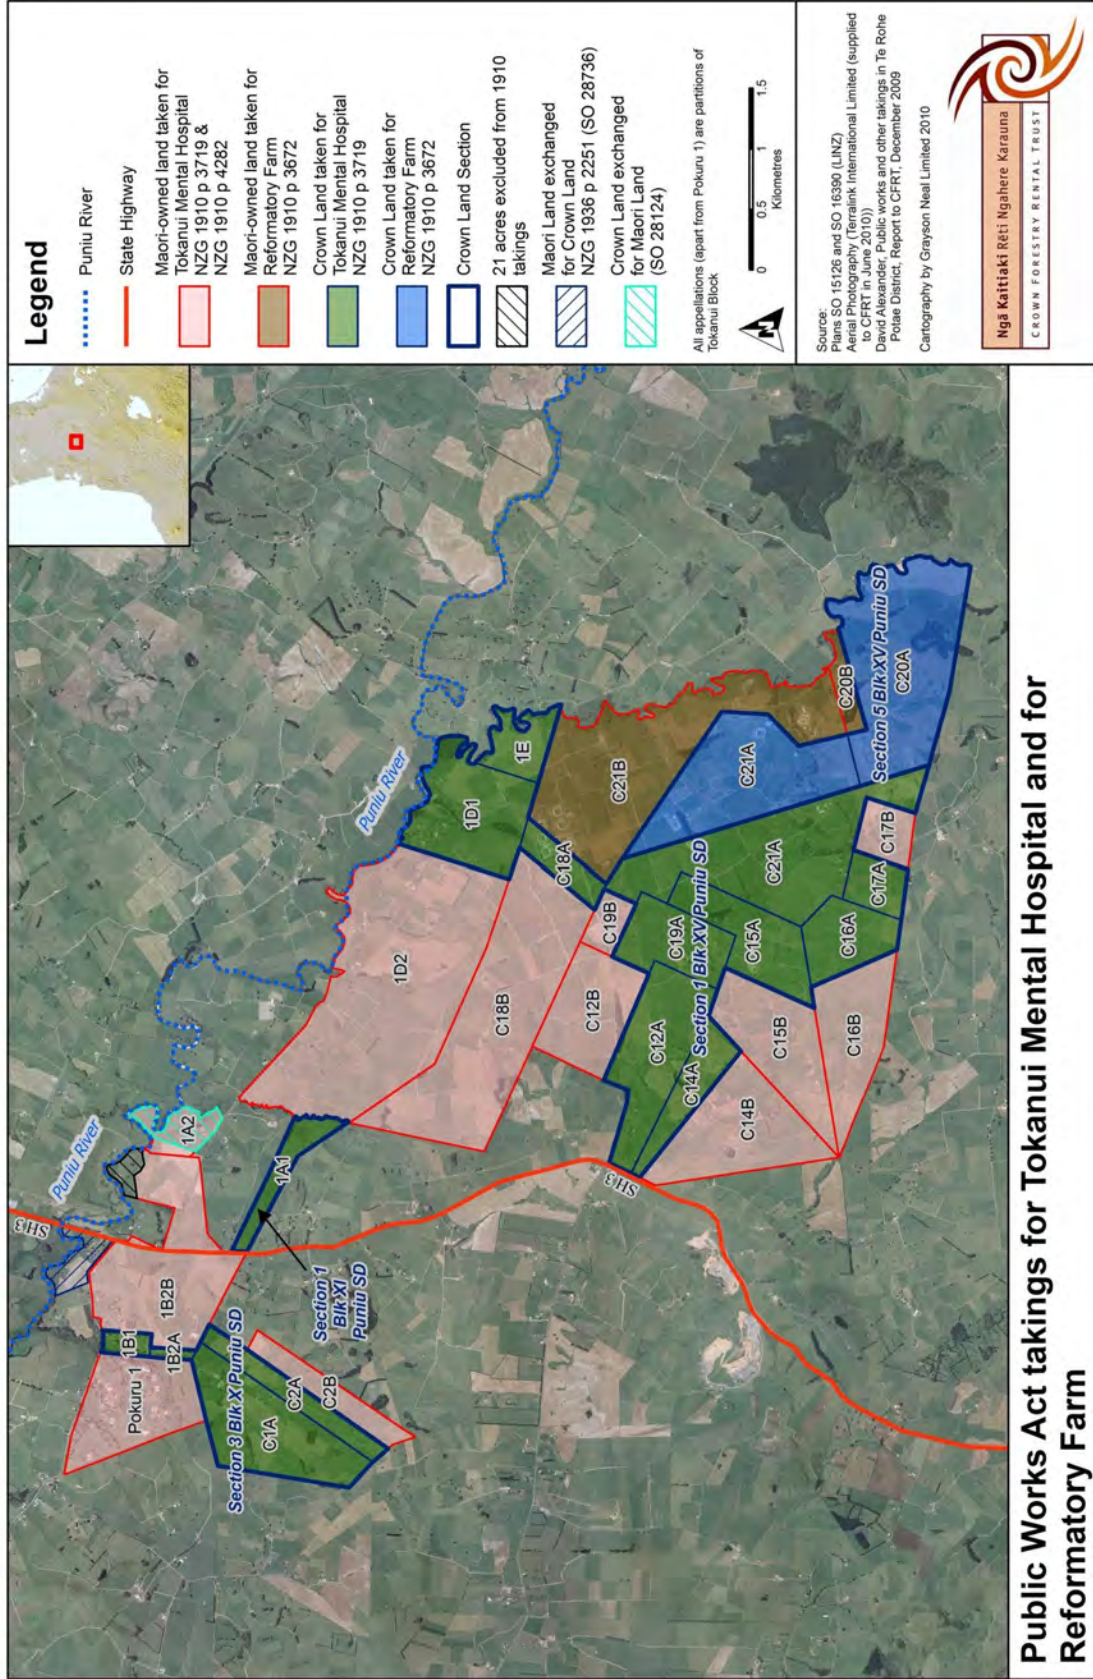 Legend
Puniu River
State Highway
Maori-owned land taken for
Tokanui Mental Hospital
NZG 1910 p 3719 &
NZG 1910 p 4282
Maori-owned land taken for
Reformatory Farm
NZG 1910 p 3672
Crown Land taken for
Tokanui Mental Hospital
NZG 1910 p 3719
Crown Land taken for
Reformatory Farm
NZG 1910 p 3672
Crown Land Section
21 acres excluded from 1910
takings
Maori Land exchanged
for Crown Land
NZG 1936 p 2251 (SO 28736)
Crown Land exchanged
for Maori Land
(SO 28124)
All appellations (apart from Pokuru 1) are partitions of
Tokanui Block
N
0 0.5 1 1.5
Kilometres
Source:
Plans SO 15126 and SO 16390 (LINZ)
Aerial Photography (Terralink International Limited (supplied
to CFRT in June 2010))
David Alexander, Public works and other takings in Te Rohe
Potae District, Report to CFRT, December 2009
Cartography by Grayson Neal Limited 2010
Ngā Kaitiaki Rēti Ngahere Karauna
CROWN FORESTRY RENTAL TRUST
Puniu River
SH 3
Puniu River
1A2
1B2B
1B1
1B2A
Pokuru 1
1A1
Section 1
Blk XI
Puniu SD
Section 3 Blk X Puniu SD
C1A
C2A
C2B
1D2
1D1
1E
C18B
C18A
C21B
C19B
C12B
C19A
C12A
Section 1 Blk XV Puniu SD
C14A
C14B
C15A
C15B
C16A
C16B
C17A
C17B
C21A
C21A
C20B
Section 5 Blk XV Puniu SD
C20A
SH 3
Public Works Act takings for Tokanui Mental Hospital and for
Reformatory Farm